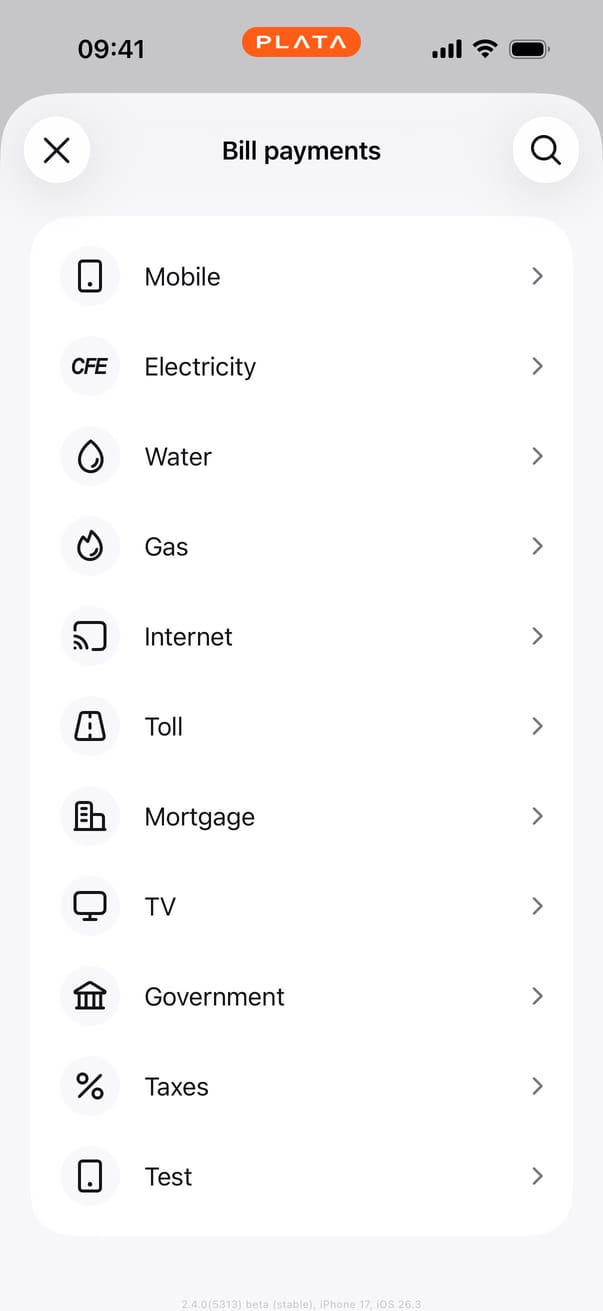 09:41
PLATA
Bill payments
Mobile
CFE
Electricity
Water
Gas
Internet
Toll
Mortgage
TV
Government
%
Taxes
Test
2.4.0(5313) beta (stable), iPhone 17, iOS 26.3